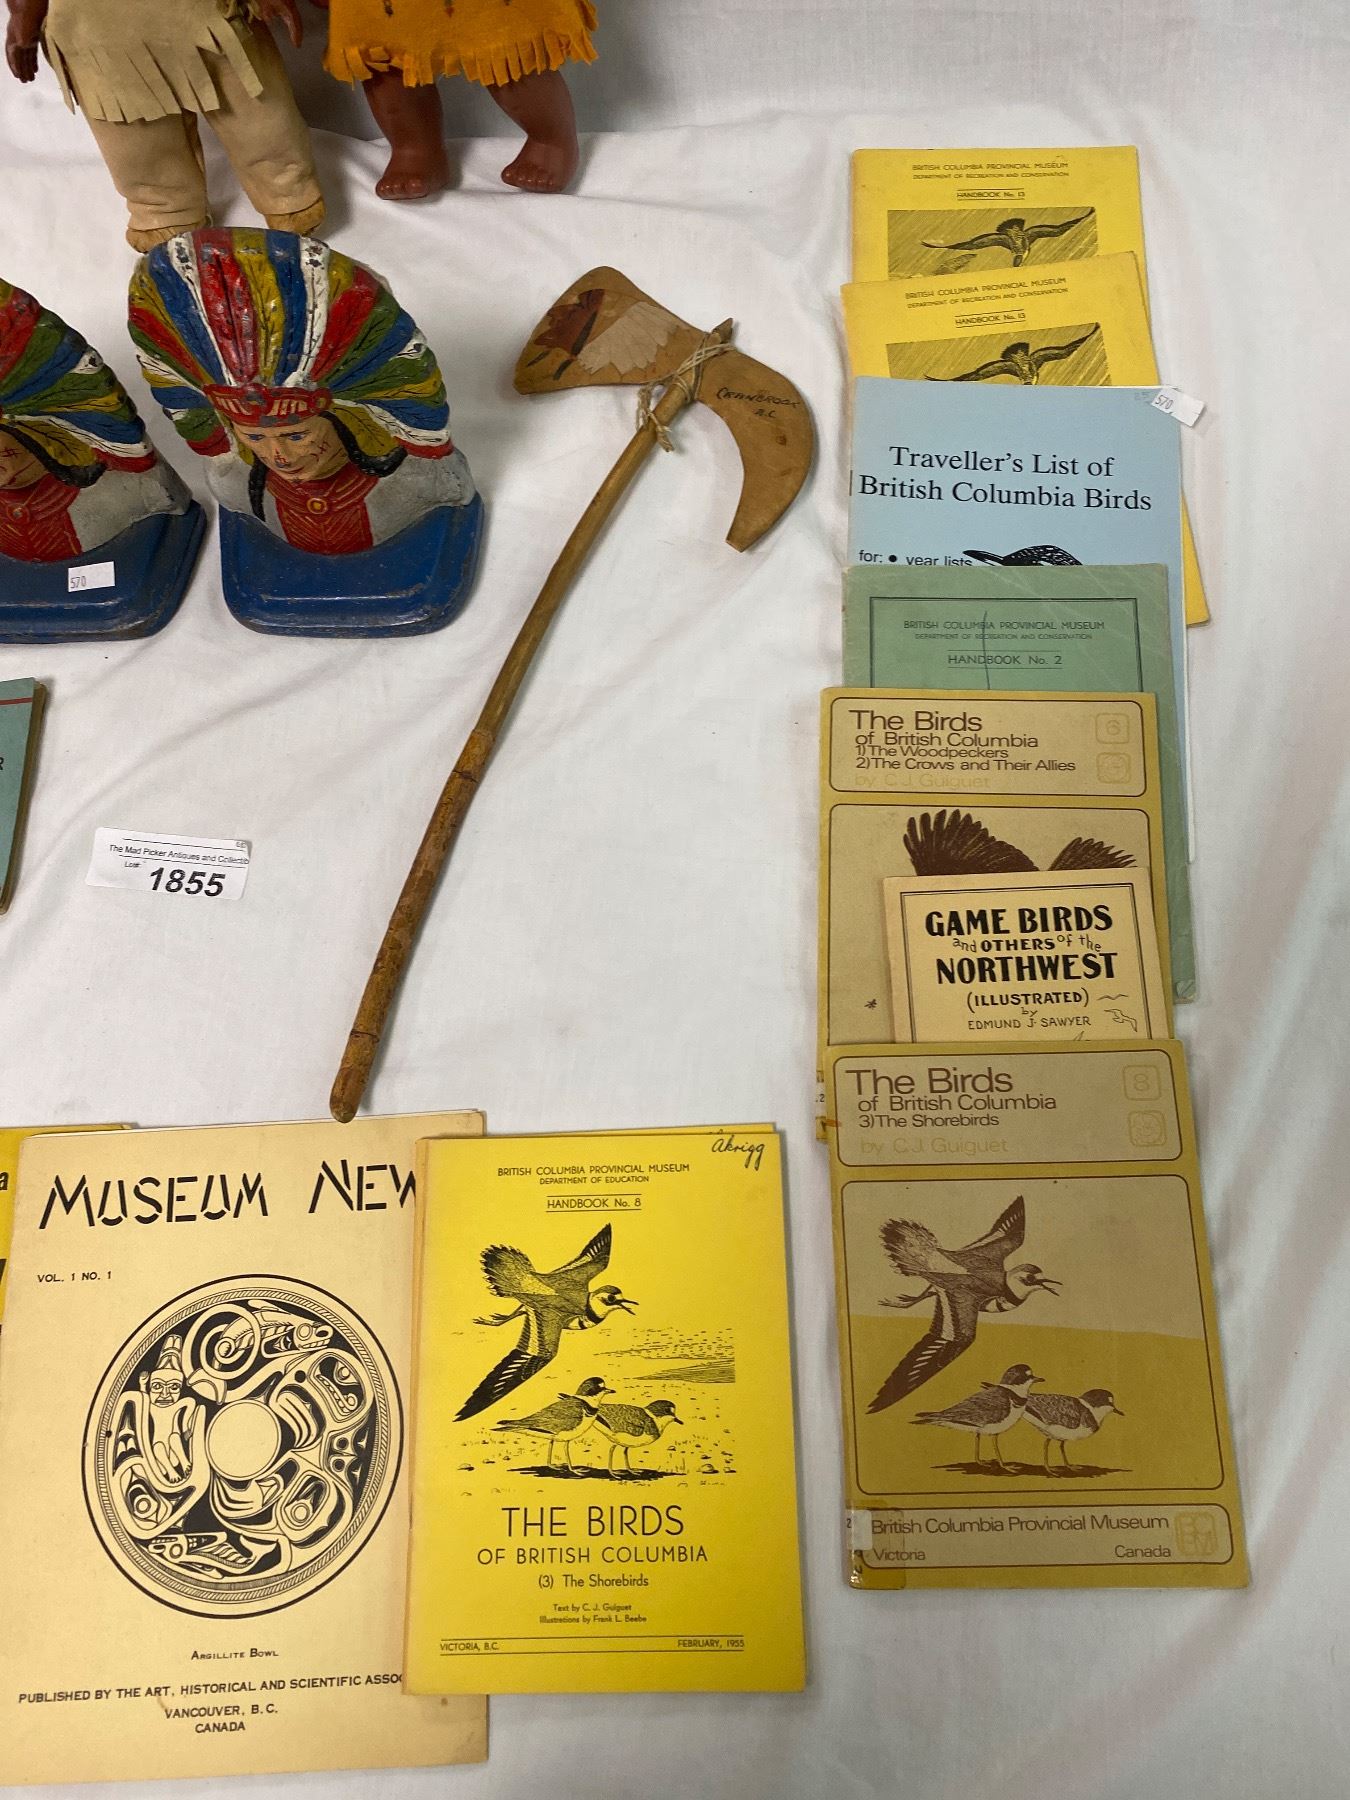 BRITISH COLUMBIA PROVINCIAL MUSEUM
DEPARTMENT OF RECREATION AND CONSERVATION
HANDBOOK No. 13
BRITISH COLUMBIA PROVINCIAL MUSEUM
DEPARTMENT OF RECREATION AND CONSERVATION
HANDBOOK No. 13
570
Traveller's List of
British Columbia Birds
for: • year lists
BRITISH COLUMBIA PROVINCIAL MUSEUM
DEPARTMENT OF RECREATION AND CONSERVATION
HANDBOOK No. 2
The Birds
of British Columbia
1)The Woodpeckers
2)The Crows and Their Allies
by C.J. Guiguet
6
GAME BIRDS
and OTHERS of the
NORTHWEST
(ILLUSTRATED)
by
EDMUND J. SAWYER
The Birds
of British Columbia
3)The Shorebirds
by C.J. Guiguet
8
British Columbia Provincial Museum
Victoria Canada
CRANBROOK
B.C.
570
The Mad Picker Antiques and Collectib
Lot#:
1855
MUSEUM NEW
VOL. 1 NO. 1
ARGILLITE BOWL
PUBLISHED BY THE ART, HISTORICAL AND SCIENTIFIC ASSOC
VANCOUVER, B.C.
CANADA
Akrigg
BRITISH COLUMBIA PROVINCIAL MUSEUM
DEPARTMENT OF EDUCATION
HANDBOOK No. 8
THE BIRDS
OF BRITISH COLUMBIA
(3) The Shorebirds
Text by C. J. Guiguet
Illustrations by Frank L. Beebe
VICTORIA, B.C. FEBRUARY, 1955